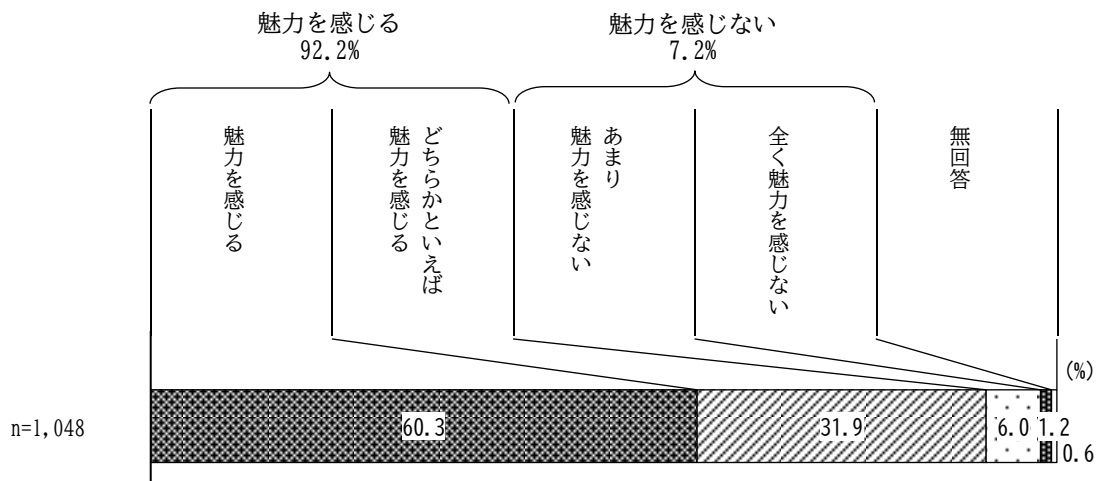 魅力を感じる
92.2%
魅力を感じない
7.2%
魅力を感じる
どちらかといえば
魅力を感じる
あまり
魅力を感じない
全く魅力を感じない
無回答
(%)
n=1,048
60.3
31.9
6.0
1.2
0.6